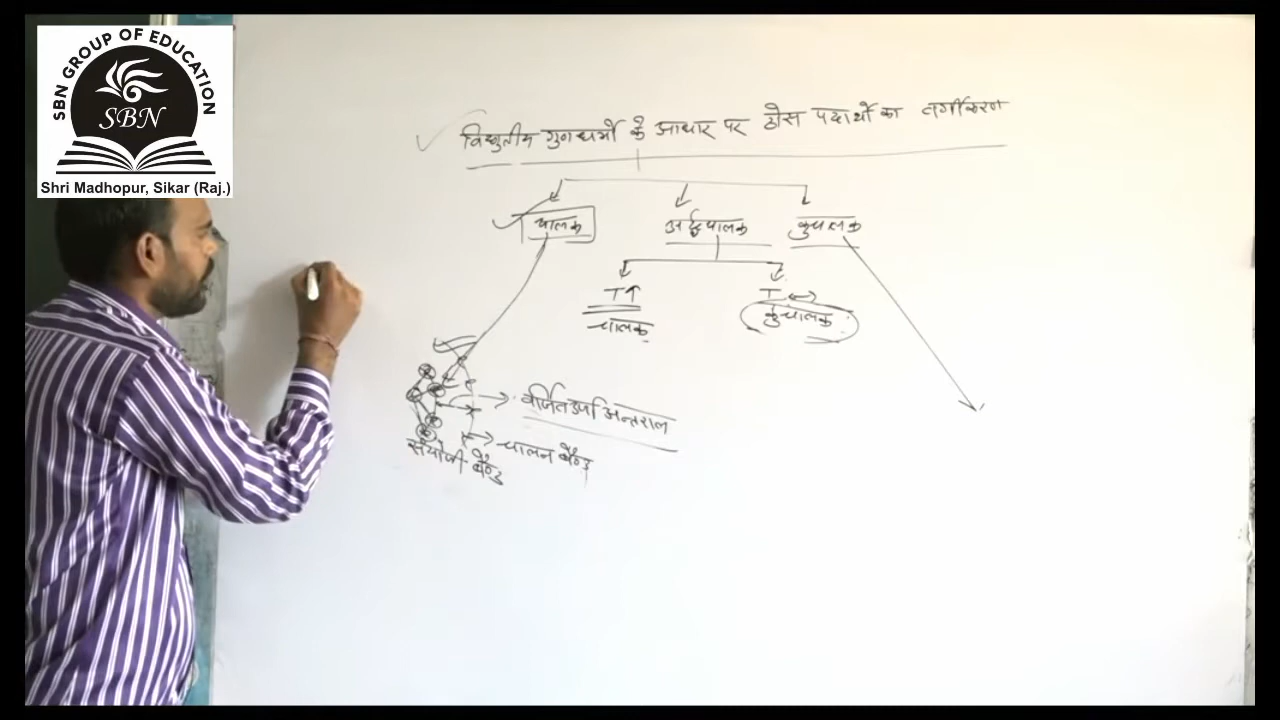 SBN GROUP OF EDUCATION
SBN
Shri Madhopur, Sikar (Raj.)
विद्युतीय गुणधर्मो के आधार पर ठोस पदार्थो का वर्गीकरण
चालक अर्द्धचालक कुचालक
T↑ T ↔
चालक कुचालक
वर्जित उर्जा अन्तराल
चालन बैण्ड
संयोजी बैण्ड